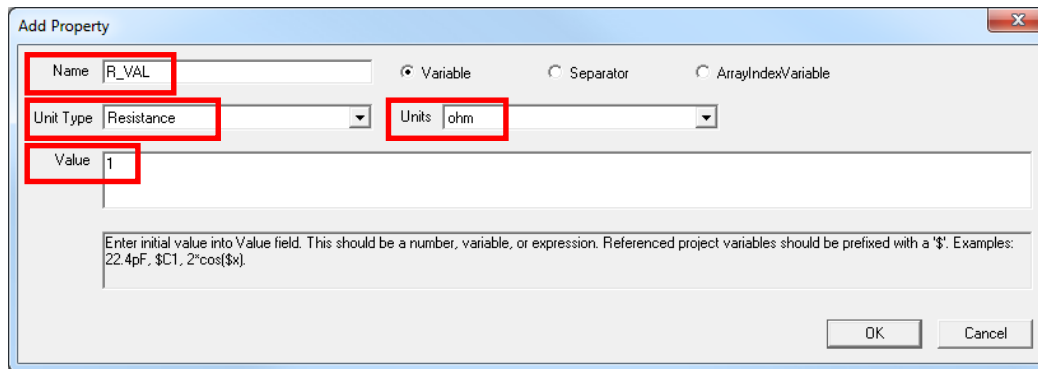 Add Property
Name R_VAL Variable Separator ArrayIndexVariable
Unit Type Resistance Units ohm
Value 1
Enter initial value into Value field. This should be a number, variable, or expression. Referenced project variables should be prefixed with a '$'. Examples:
22.4pF, $C1, 2*cos($x).
OK Cancel